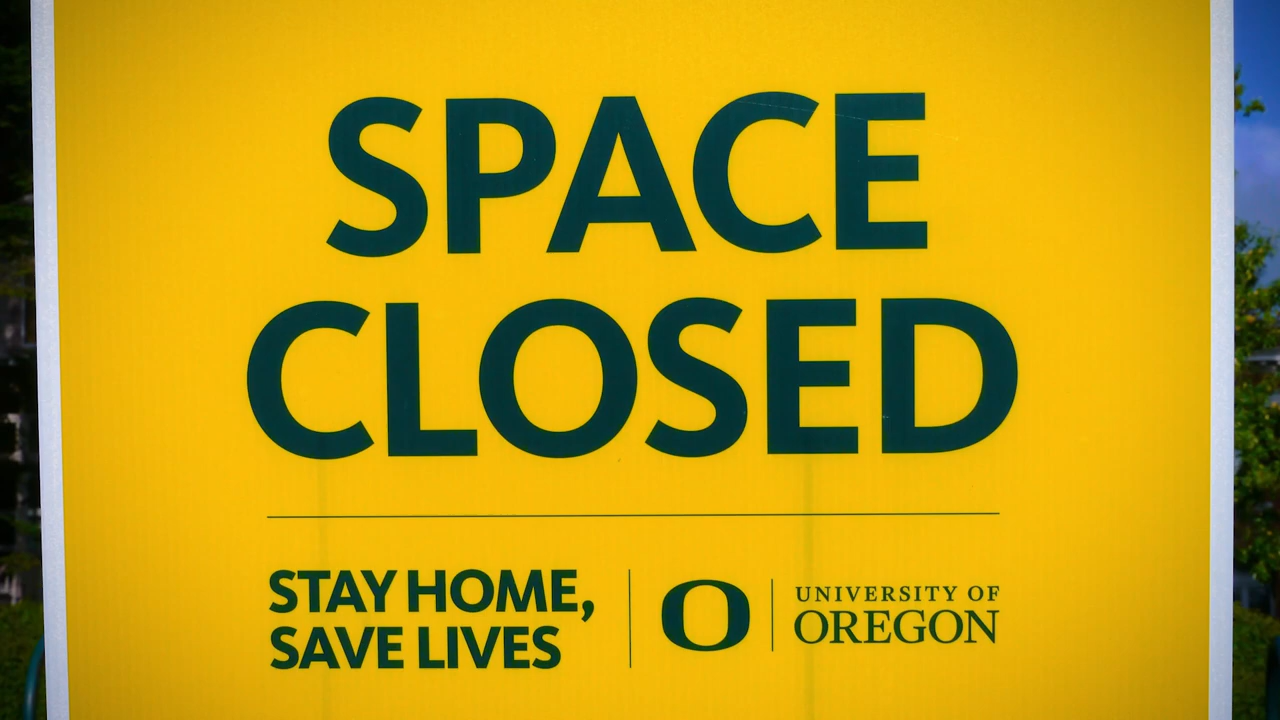 SPACE
CLOSED
STAY HOME,
SAVE LIVES
O
UNIVERSITY OF
OREGON